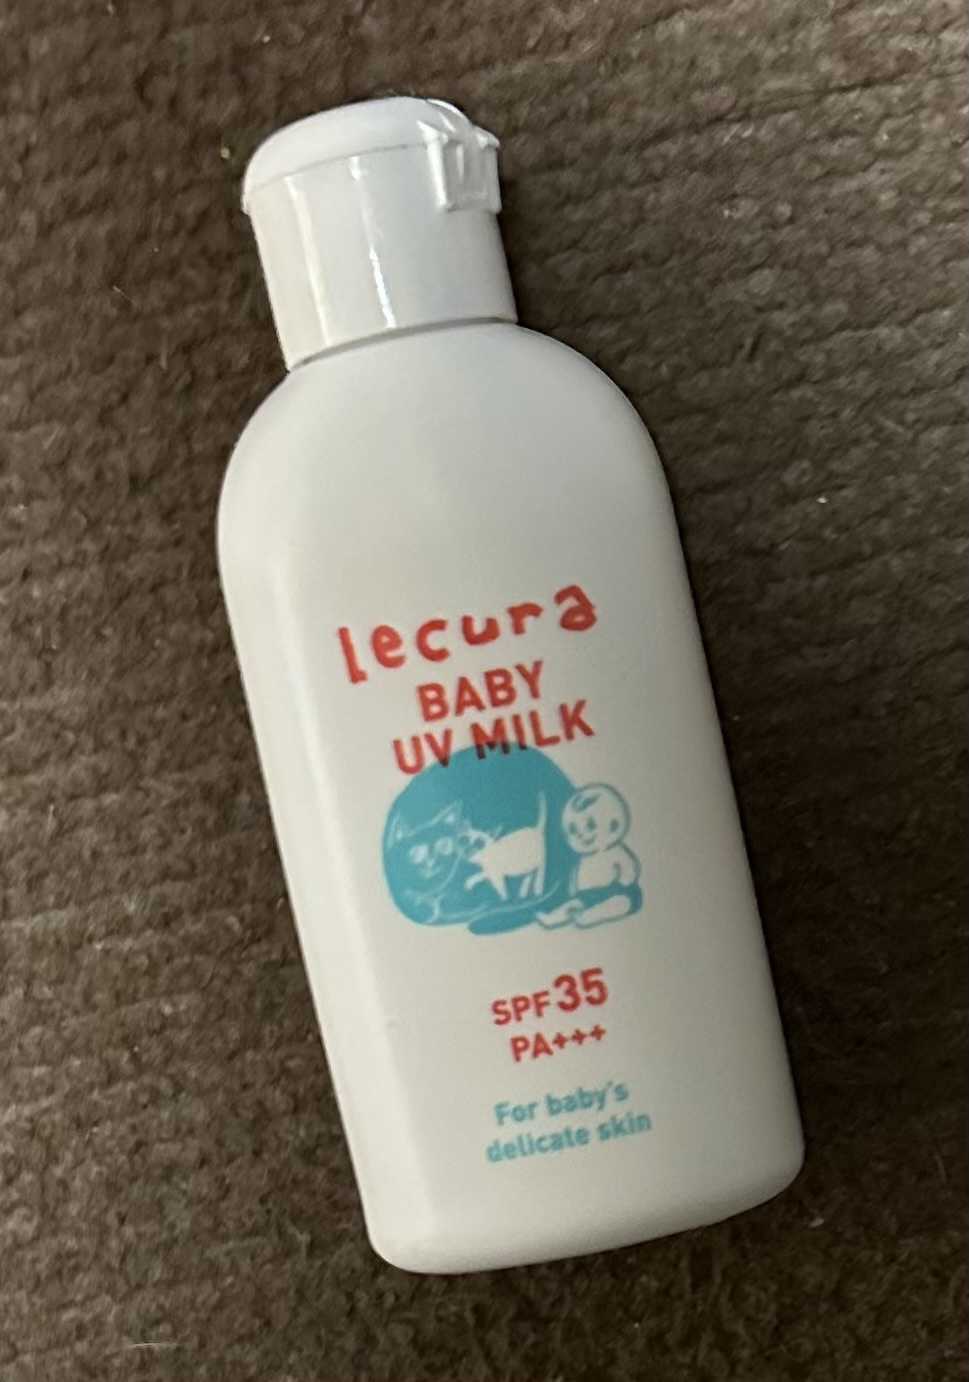 lecura
BABY
UV MILK
SPF35
PA+++
For baby's
delicate skin